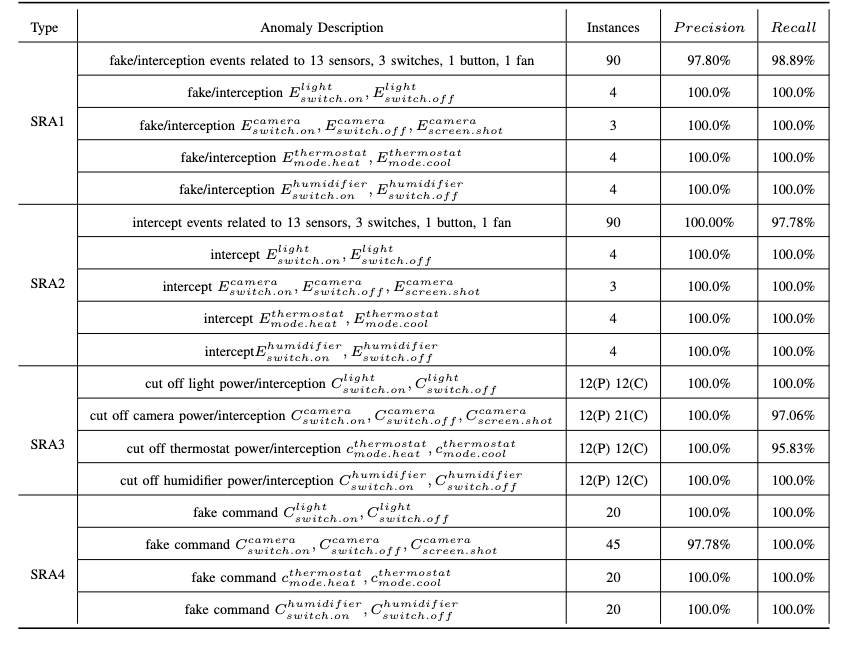 Type Anomaly Description Instances Precision Recall
SRA1
fake/interception events related to 13 sensors, 3 switches, 1 button, 1 fan 90 97.80% 98.89%
fake/interception E^{light}_{switch.on}, E^{light}_{switch.off} 4 100.0% 100.0%
fake/interception E^{camera}_{switch.on}, E^{camera}_{switch.off}, E^{camera}_{screen.shot} 3 100.0% 100.0%
fake/interception E^{thermostat}_{mode.heat}, E^{thermostat}_{mode.cool} 4 100.0% 100.0%
fake/interception E^{humidifier}_{switch.on}, E^{humidifier}_{switch.off} 4 100.0% 100.0%
SRA2
intercept events related to 13 sensors, 3 switches, 1 button, 1 fan 90 100.00% 97.78%
intercept E^{light}_{switch.on}, E^{light}_{switch.off} 4 100.0% 100.0%
intercept E^{camera}_{switch.on}, E^{camera}_{switch.off}, E^{camera}_{screen.shot} 3 100.0% 100.0%
intercept E^{thermostat}_{mode.heat}, E^{thermostat}_{mode.cool} 4 100.0% 100.0%
interceptE^{humidifier}_{switch.on}, E^{humidifier}_{switch.off} 4 100.0% 100.0%
SRA3
cut off light power/interception C^{light}_{switch.on}, C^{light}_{switch.off} 12(P) 12(C) 100.0% 100.0%
cut off camera power/interception C^{camera}_{switch.on}, C^{camera}_{switch.off}, C^{camera}_{screen.shot} 12(P) 21(C) 100.0% 97.06%
cut off thermostat power/interception c^{thermostat}_{mode.heat}, c^{thermostat}_{mode.cool} 12(P) 12(C) 100.0% 95.83%
cut off humidifier power/interception C^{humidifier}_{switch.on}, C^{humidifier}_{switch.off} 12(P) 12(C) 100.0% 100.0%
SRA4
fake command C^{light}_{switch.on}, C^{light}_{switch.off} 20 100.0% 100.0%
fake command C^{camera}_{switch.on}, C^{camera}_{switch.off}, C^{camera}_{screen.shot} 45 97.78% 100.0%
fake command c^{thermostat}_{mode.heat}, c^{thermostat}_{mode.cool} 20 100.0% 100.0%
fake command C^{humidifier}_{switch.on}, C^{humidifier}_{switch.off} 20 100.0% 100.0%